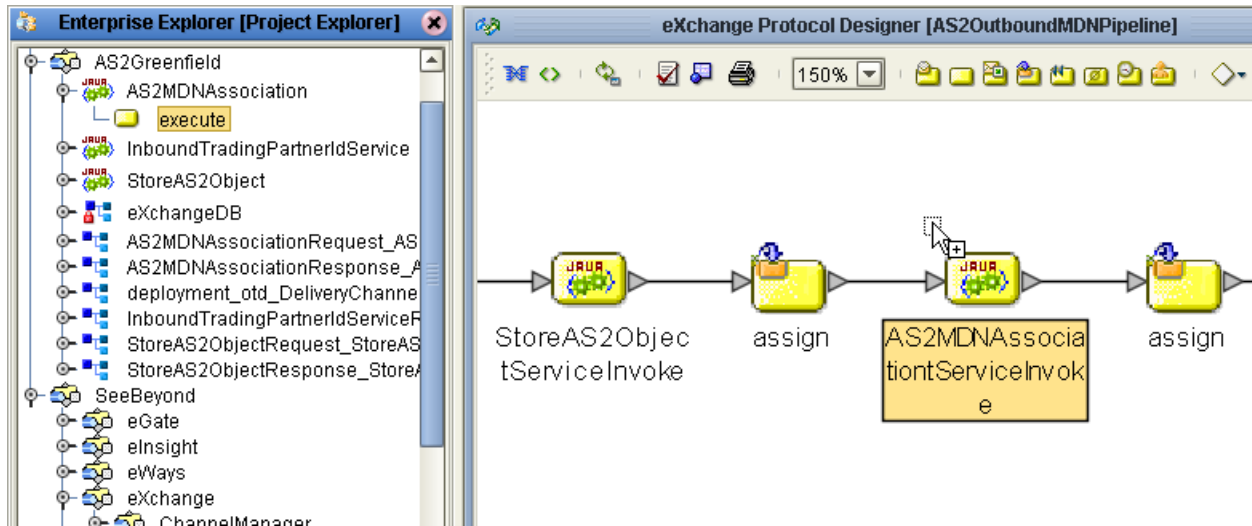 Enterprise Explorer [Project Explorer]
AS2Greenfield
JAVA
AS2MDNAssociation
execute
JAVA
InboundTradingPartnerIdService
JAVA
StoreAS2Object
eXchangeDB
AS2MDNAssociationRequest_AS
AS2MDNAssociationResponse_A
deployment_otd_DeliveryChanne
InboundTradingPartnerIdServiceR
StoreAS2ObjectRequest_StoreAS
StoreAS2ObjectResponse_StoreA
SeeBeyond
eGate
eInsight
eWays
eXchange
ChannelManager
eXchange Protocol Designer [AS2OutboundMDNPipeline]
150%
JAVA
StoreAS2Objec
tServiceInvoke
assign
JAVA
AS2MDNAssocia
tiontServiceInvok
e
assign